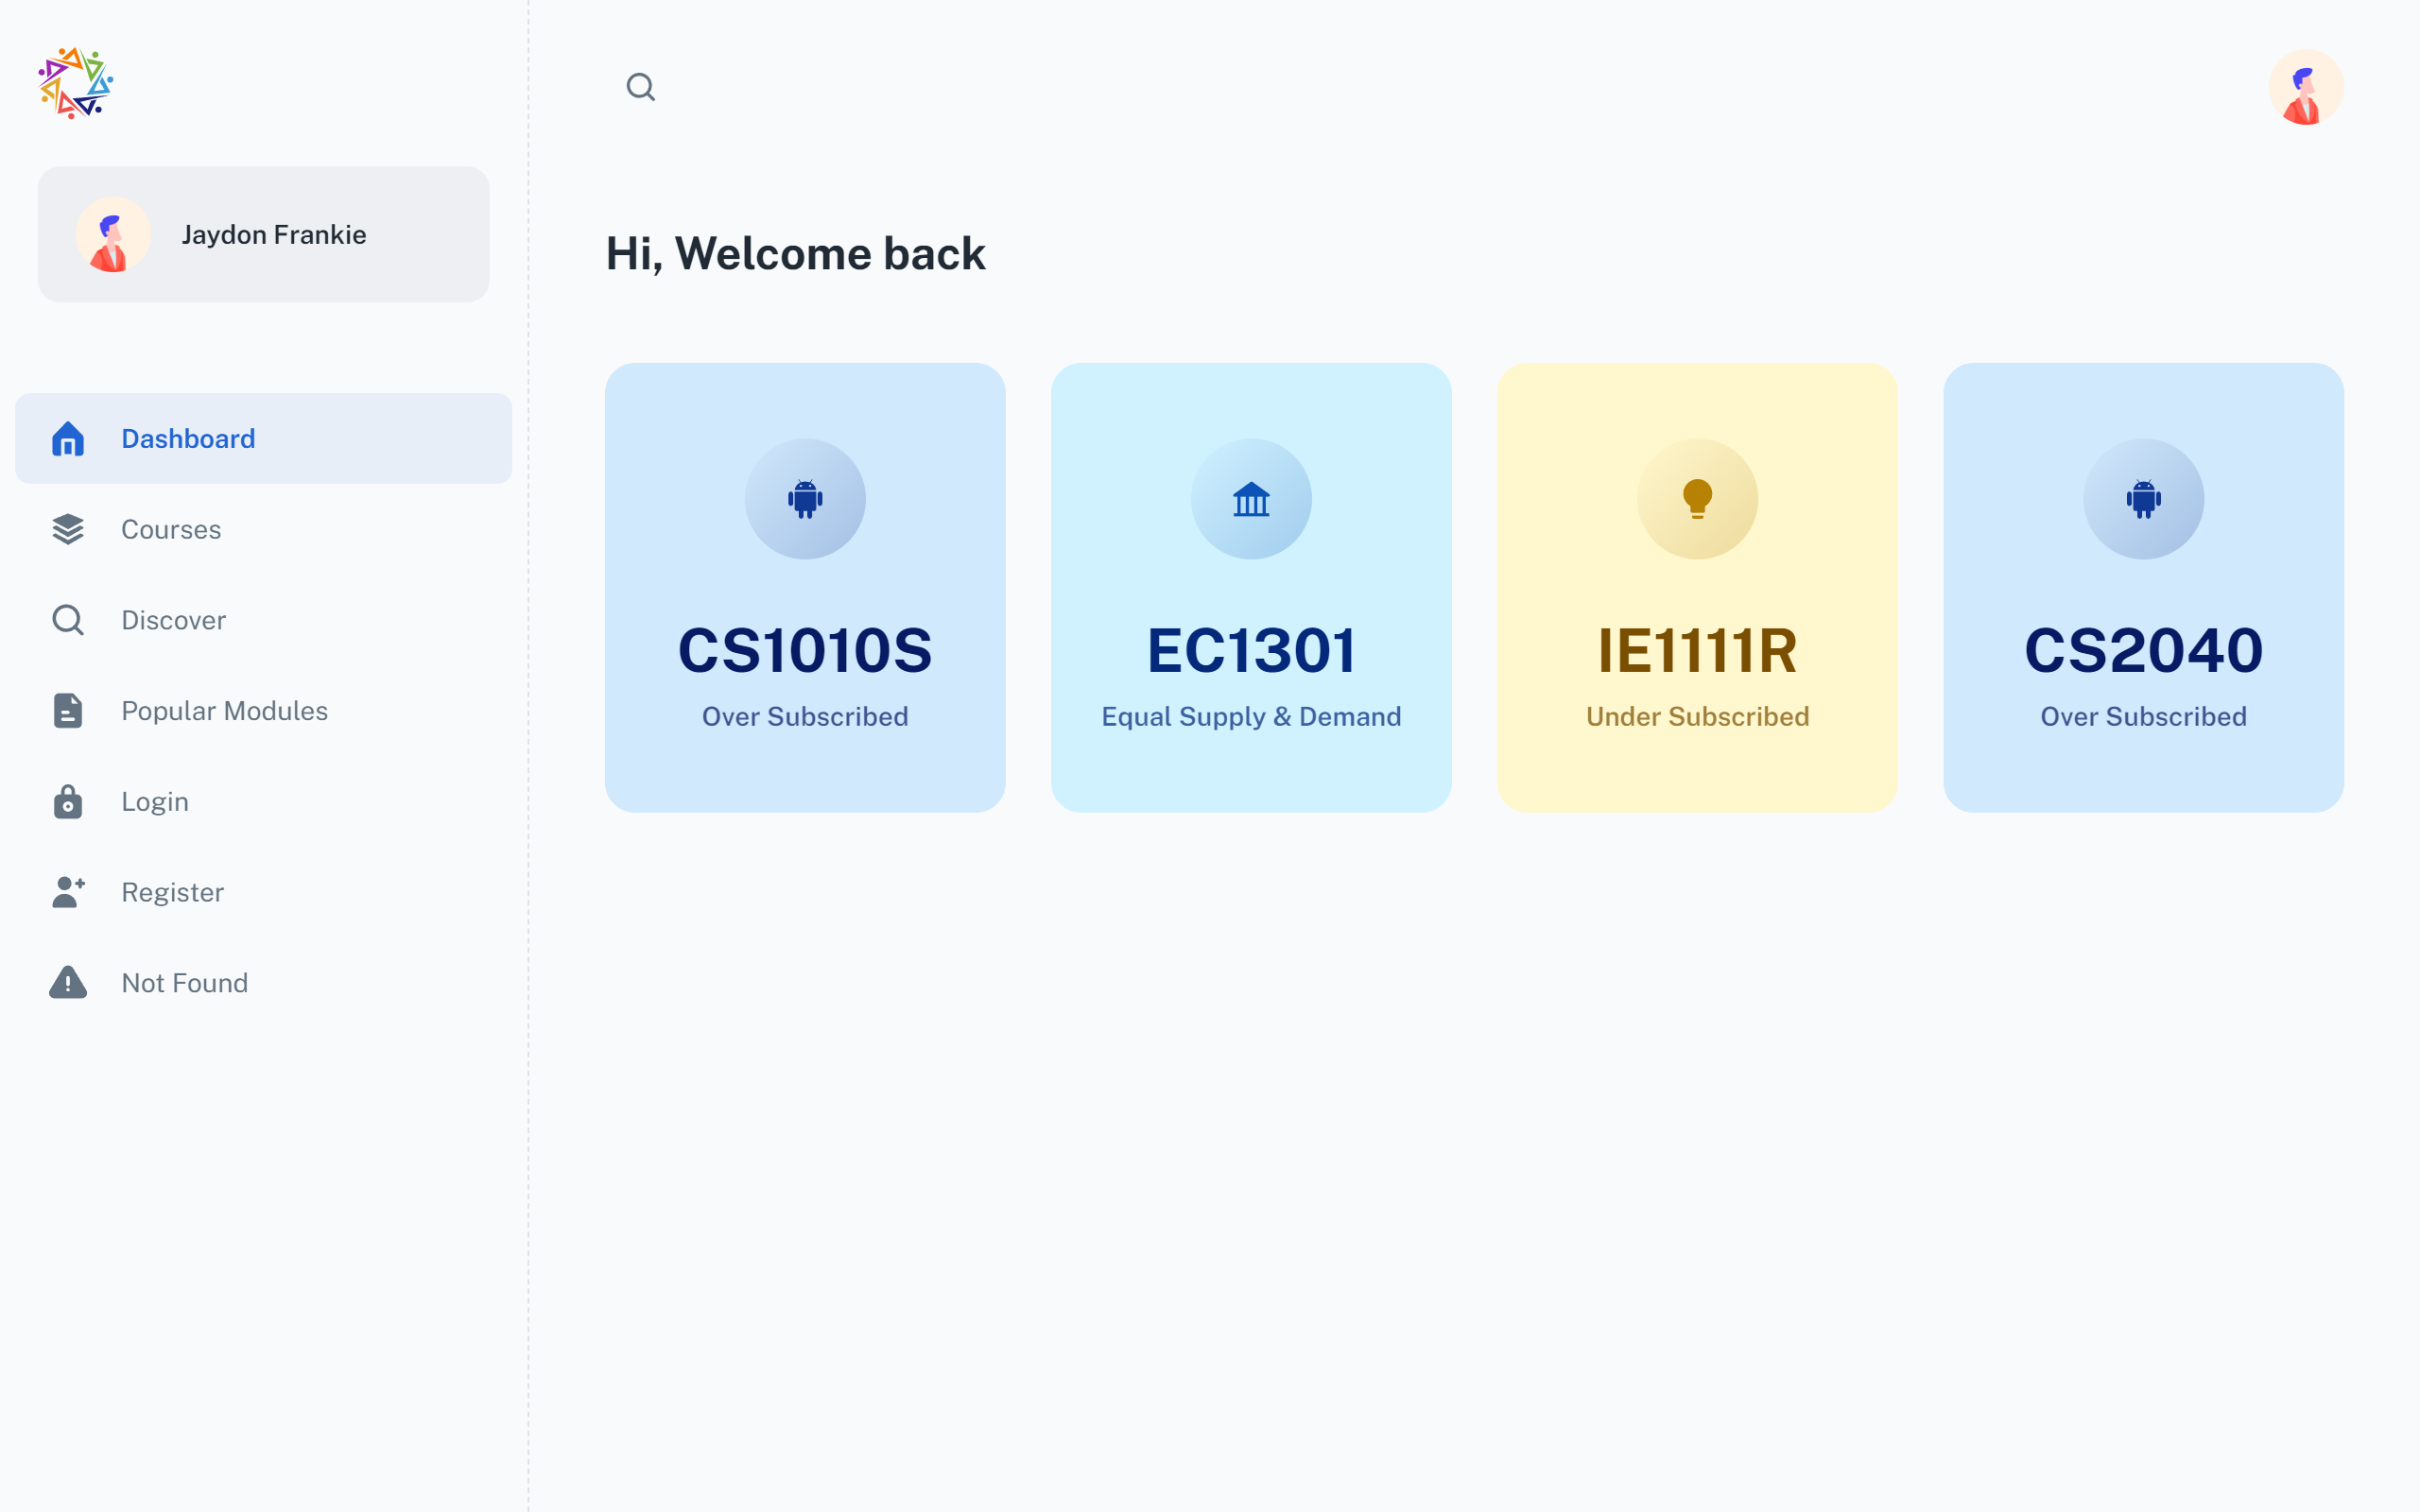 Jaydon Frankie
Dashboard
Courses
Discover
Popular Modules
Login
Register
Not Found
Hi, Welcome back
CS1010S
Over Subscribed
EC1301
Equal Supply & Demand
IE1111R
Under Subscribed
CS2040
Over Subscribed